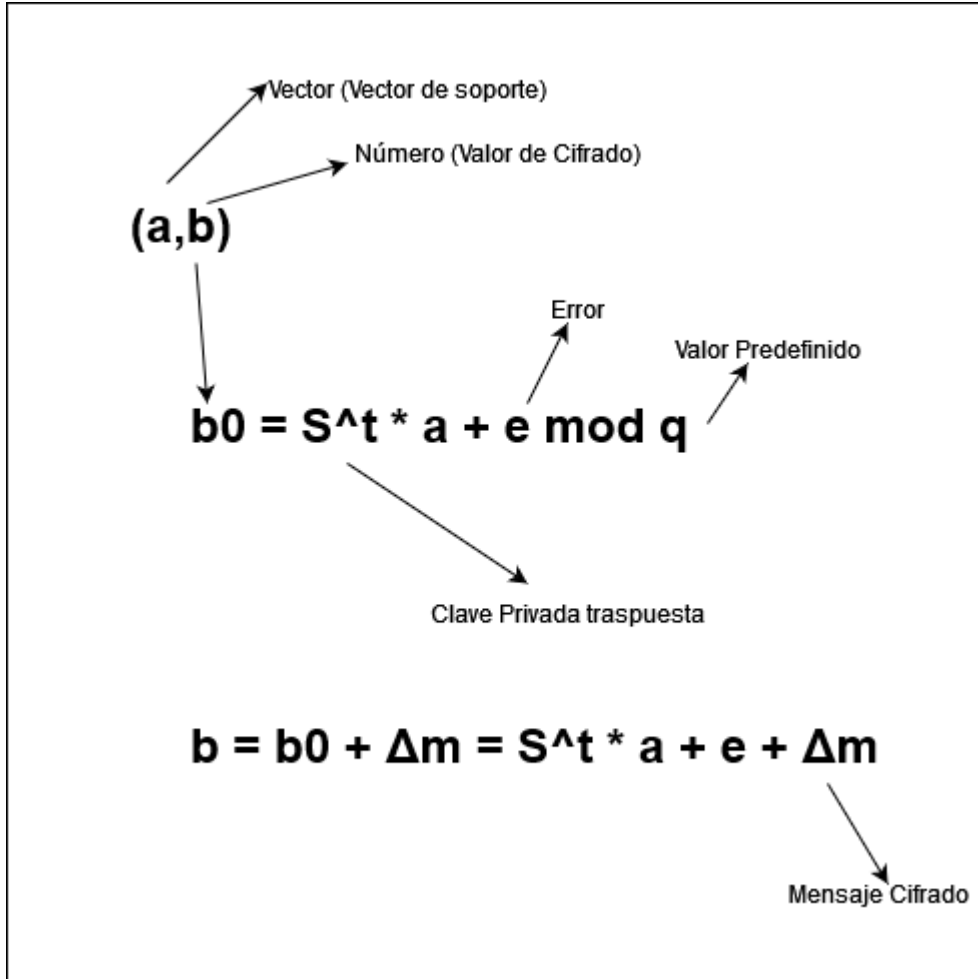 Vector (Vector de soporte)
Número (Valor de Cifrado)
(a,b)
Error
Valor Predefinido
b0 = S^t * a + e mod q
Clave Privada traspuesta
b = b0 + Δm = S^t * a + e + Δm
Mensaje Cifrado